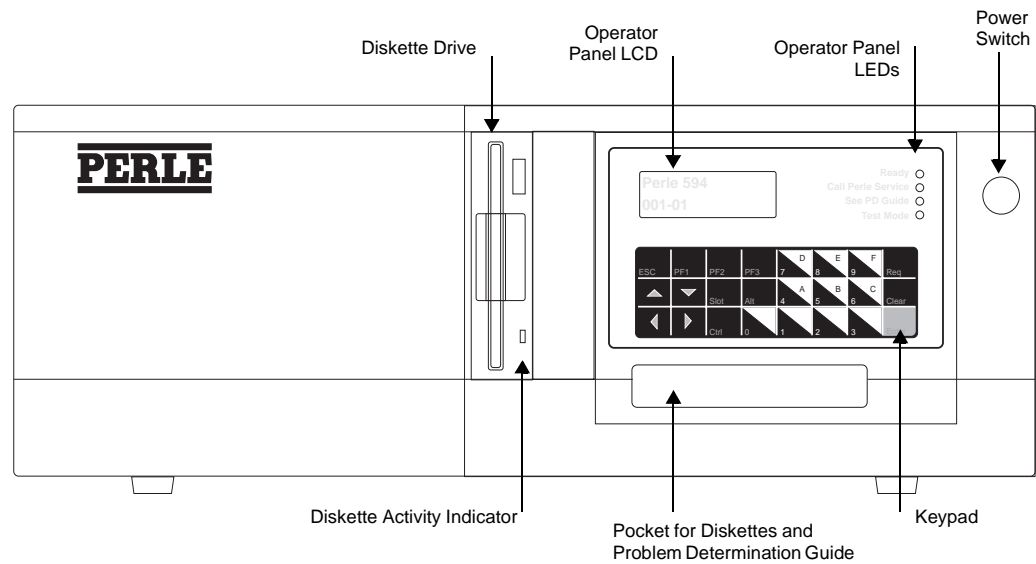 Power
Switch
Operator
Panel LCD
Diskette Drive
Operator Panel
LEDs
PERLE
Perle 594
001-01
Ready
Call Perle Service
See PD Guide
Test Mode
ESC PF1 PF2 PF3 7 D 8 E 9 F Req
Slot Alt 4 A 5 B 6 C Clear
Ctrl 0 1 2 3
Diskette Activity Indicator
Pocket for Diskettes and
Problem Determination Guide
Keypad